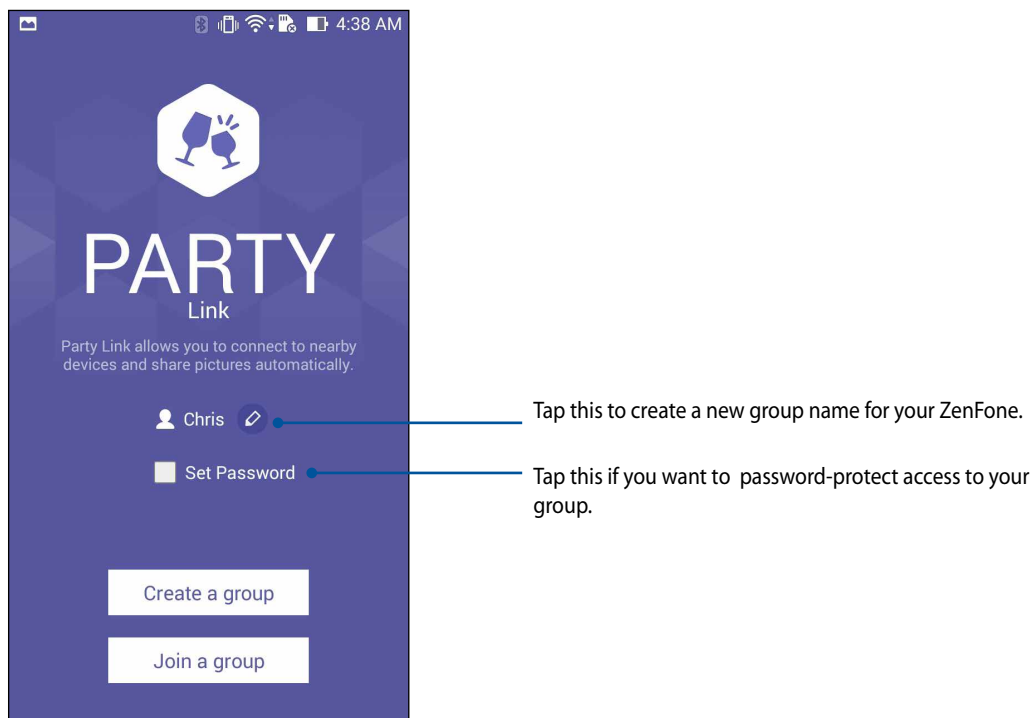 4:38 AM
PARTY
Link
Party Link allows you to connect to nearby
devices and share pictures automatically.
Chris
Tap this to create a new group name for your ZenFone.
Set Password
Tap this if you want to password-protect access to your
group.
Create a group
Join a group